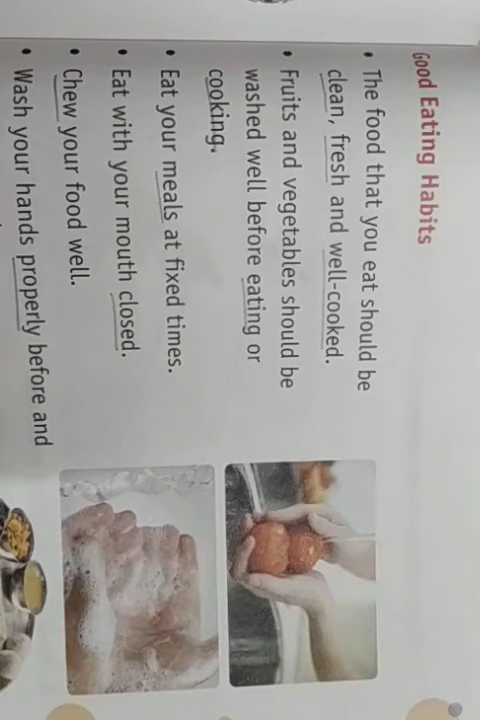 Good Eating Habits
• The food that you eat should be
clean, fresh and well-cooked.
• Fruits and vegetables should be
washed well before eating or
cooking.
• Eat your meals at fixed times.
• Eat with your mouth closed.
• Chew your food well.
• Wash your hands properly before and